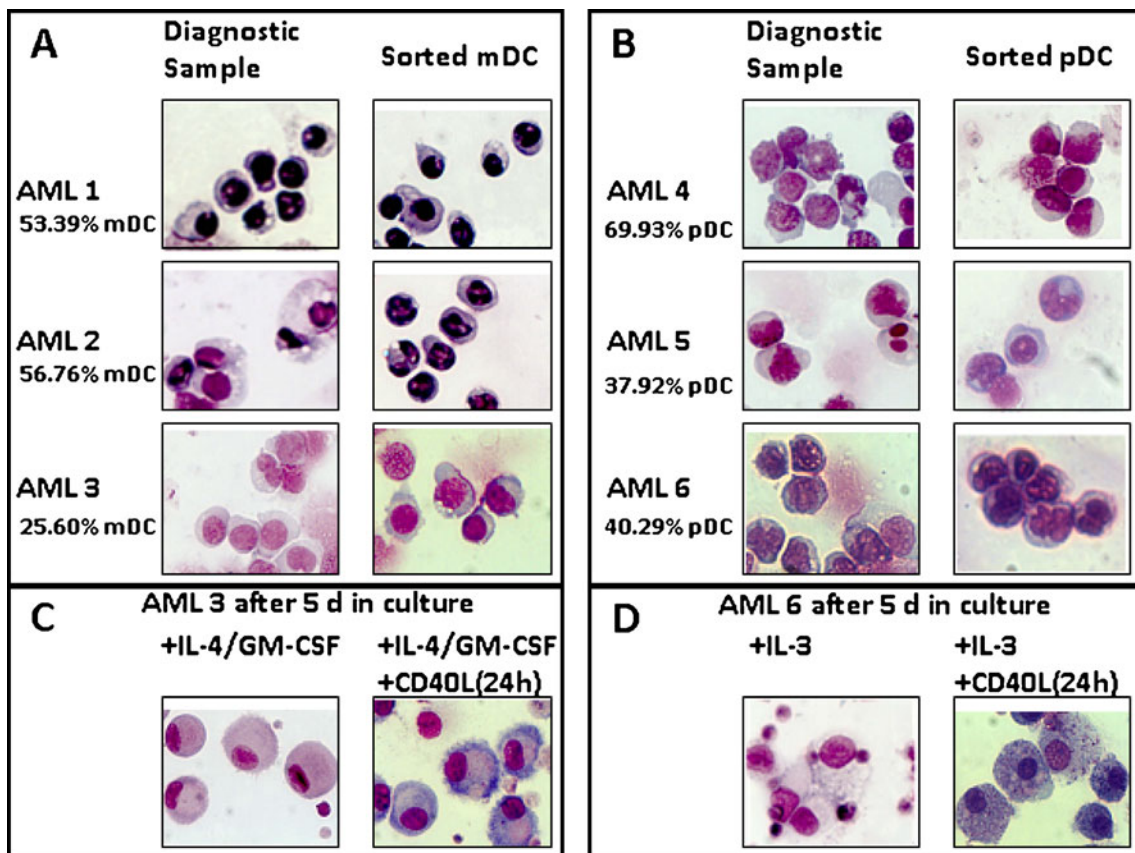 A
Diagnostic
Sample
Sorted mDC
AML 1
53.39% mDC
AML 2
56.76% mDC
AML 3
25.60% mDC
B
Diagnostic
Sample
Sorted pDC
AML 4
69.93% pDC
AML 5
37.92% pDC
AML 6
40.29% pDC
C
AML 3 after 5 d in culture
+IL-4/GM-CSF
+IL-4/GM-CSF
+CD40L(24h)
D
AML 6 after 5 d in culture
+IL-3
+IL-3
+CD40L(24h)